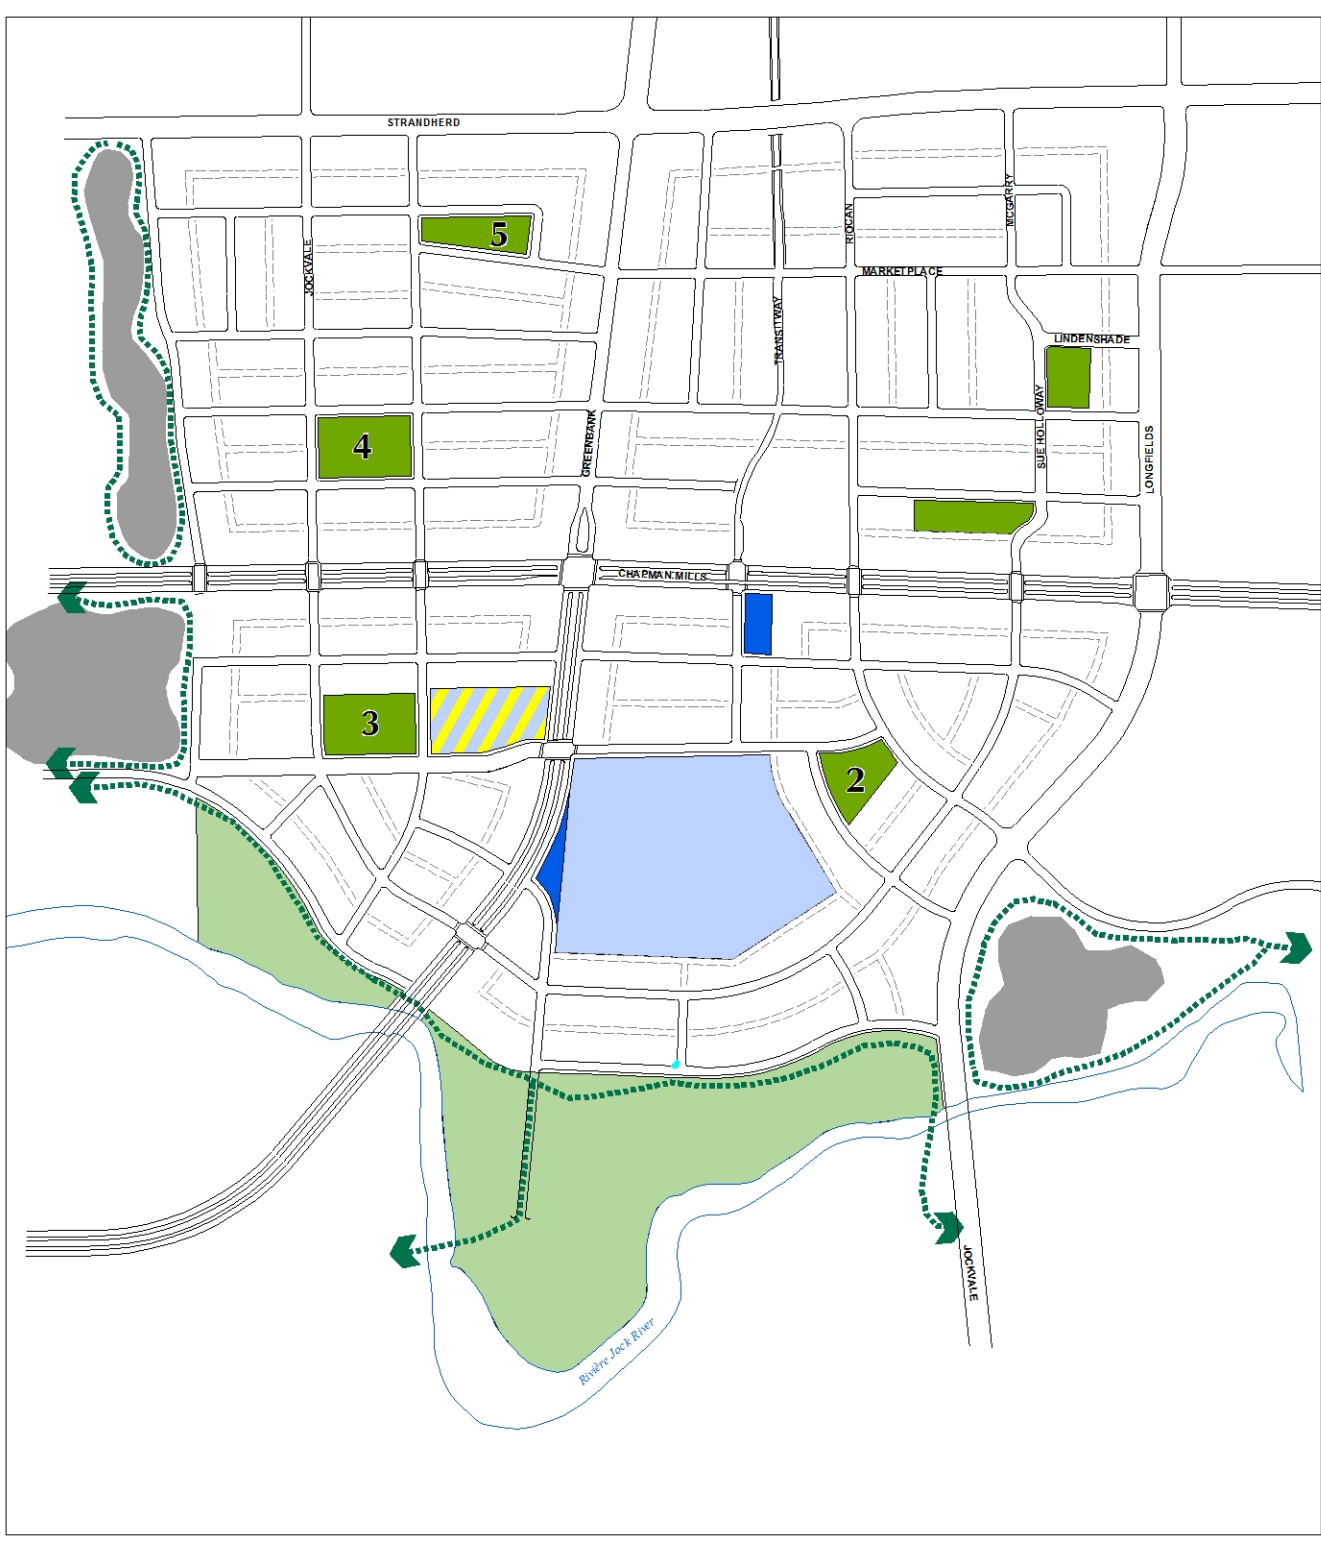 STRANDHERD
MCGARRY
RIOCAN
5
JOCKVALE
MARKETPLACE
TRANSITWAY
LINDENSHADE
SUE HOLLOWAY
GREENBANK
4
LONGFIELDS
CHAPMAN MILLS
3
2
JOCKVALE
Rivière Jock River